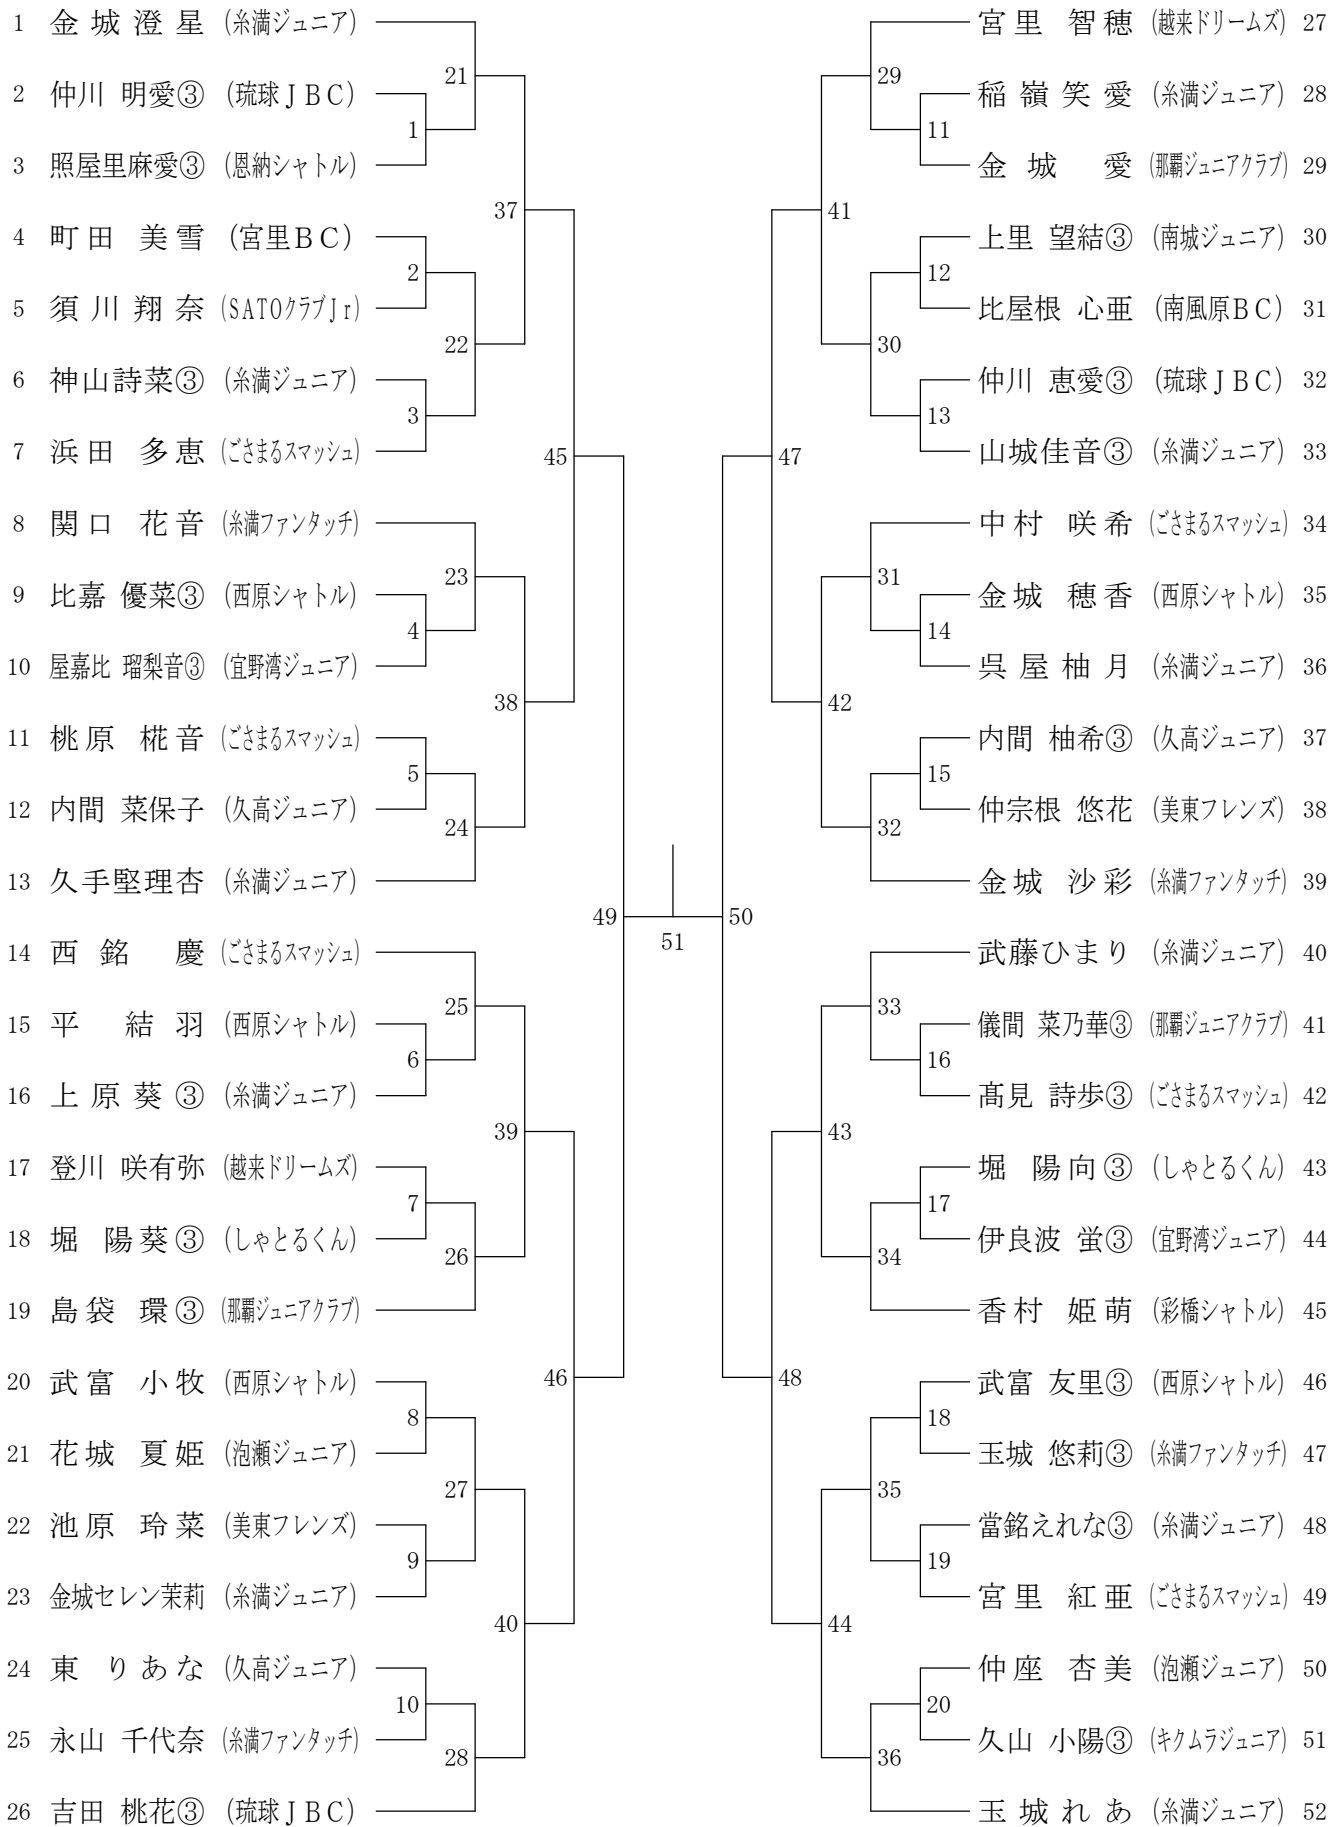 1 金城澄星 (糸満ジュニア)
2 仲川 明愛③ (琉球JBC)
3 照屋里麻愛③ (恩納シャトル)
4 町田 美雪 (宮里BC)
5 須川翔奈 (SATOクラブJr)
6 神山詩菜③ (糸満ジュニア)
7 浜田 多恵 (ごさまるスマッシュ)
8 関口 花音 (糸満ファンタッチ)
9 比嘉 優菜③ (西原シャトル)
10 屋嘉比 瑠梨音③ (宜野湾ジュニア)
11 桃原 椛音 (ごさまるスマッシュ)
12 内間 菜保子 (久高ジュニア)
13 久手堅理杏 (糸満ジュニア)
14 西銘 慶 (ごさまるスマッシュ)
15 平 結羽 (西原シャトル)
16 上原葵③ (糸満ジュニア)
17 登川 咲有弥 (越来ドリームズ)
18 堀 陽葵③ (しゃとるくん)
19 島袋 環③ (那覇ジュニアクラブ)
20 武富 小牧 (西原シャトル)
21 花城 夏姫 (泡瀬ジュニア)
22 池原 玲菜 (美東フレンズ)
23 金城セレン茉莉 (糸満ジュニア)
24 東 りあな (久高ジュニア)
25 永山 千代奈 (糸満ファンタッチ)
26 吉田 桃花③ (琉球JBC)
21
1
37
2
22
3
45
23
4
38
5
24
49
25
6
39
7
26
46
8
27
9
40
10
28
51
29
11
41
12
30
13
47
31
14
42
15
32
50
33
16
43
17
34
48
18
35
19
44
20
36
宮里 智穂 (越来ドリームズ) 27
稲嶺笑愛 (糸満ジュニア) 28
金城 愛 (那覇ジュニアクラブ) 29
上里 望結③ (南城ジュニア) 30
比屋根 心亜 (南風原BC) 31
仲川 恵愛③ (琉球JBC) 32
山城佳音③ (糸満ジュニア) 33
中村 咲希 (ごさまるスマッシュ) 34
金城 穂香 (西原シャトル) 35
呉屋柚月 (糸満ジュニア) 36
内間 柚希③ (久高ジュニア) 37
仲宗根 悠花 (美東フレンズ) 38
金城 沙彩 (糸満ファンタッチ) 39
武藤ひまり (糸満ジュニア) 40
儀間 菜乃華③ (那覇ジュニアクラブ) 41
髙見 詩歩③ (ごさまるスマッシュ) 42
堀 陽向③ (しゃとるくん) 43
伊良波 蛍③ (宜野湾ジュニア) 44
香村 姫萌 (彩橋シャトル) 45
武富 友里③ (西原シャトル) 46
玉城 悠莉③ (糸満ファンタッチ) 47
當銘えれな③ (糸満ジュニア) 48
宮里 紅亜 (ごさまるスマッシュ) 49
仲座 杏美 (泡瀬ジュニア) 50
久山 小陽③ (キクムラジュニア) 51
玉城れあ (糸満ジュニア) 52